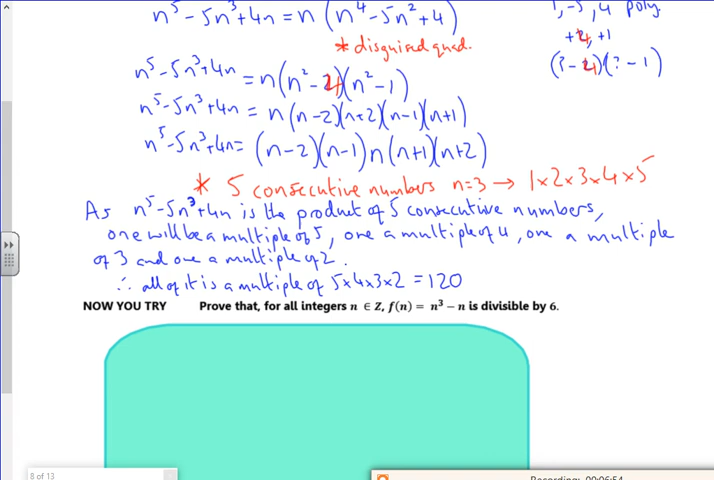 n⁵ - 5n³ + 4n = n(n⁴ - 5n² + 4)
1, -5, 4 poly.
+4, +1
* disguised quad.
(? - 4)(? - 1)
n⁵ - 5n³ + 4n = n(n² - 4)(n² - 1)
n⁵ - 5n³ + 4n = n(n-2)(n+2)(n-1)(n+1)
n⁵ - 5n³ + 4n = (n-2)(n-1)n(n+1)(n+2)
* 5 consecutive numbers n=3 → 1×2×3×4×5
As n⁵-5n³+4n is the product of 5 consecutive numbers,
one will be a multiple of 5, one a multiple of 4, one a multiple
of 3 and one a multiple of 2.
∴ all of it is a multiple of 5×4×3×2 = 120
NOW YOU TRY Prove that, for all integers n ∈ Z, f(n) = n³ − n is divisible by 6.
8 of 13
Recording: 00:06:54